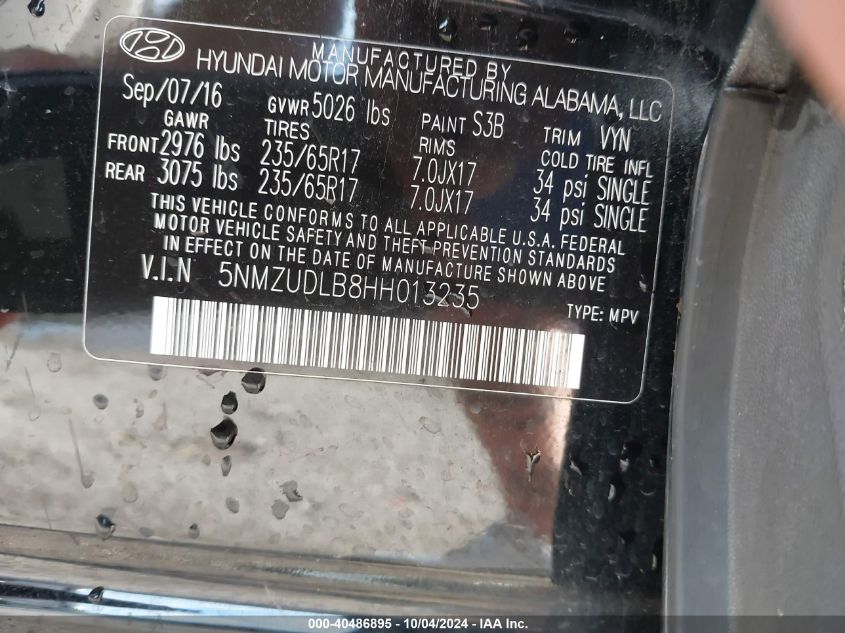 MANUFACTURED BY
HYUNDAI MOTOR MANUFACTURING ALABAMA, LLC
Sep/07/16 GVWR 5026 lbs PAINT S3B TRIM VYN
GAWR TIRES RIMS COLD TIRE INFL
FRONT 2976 lbs 235/65R17 7.0JX17 34 psi SINGLE
REAR 3075 lbs 235/65R17 7.0JX17 34 psi SINGLE
THIS VEHICLE CONFORMS TO ALL APPLICABLE U.S.A. FEDERAL
MOTOR VEHICLE SAFETY AND THEFT PREVENTION STANDARDS
IN EFFECT ON THE DATE OF MANUFACTURE SHOWN ABOVE
V.I.N 5NMZUDLB8HH013235
TYPE: MPV
000-40486895 - 10/04/2024 - IAA Inc.